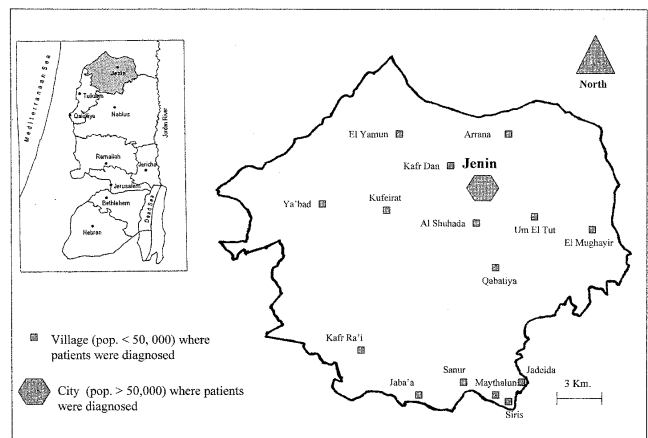 North
Mediterranean Sea
Jenin
Tulkarm
Nablus
Qalqilya
Jordan River
Ramallah
Jericho
Jerusalem
Bethlehem
Dead Sea
Hebron
El Yamun
Arrana
Kafr Dan
Jenin
Ya'bad
Kufeirat
Al Shuhada
Um El Tut
El Mughayir
Qabatiya
Kafr Ra'i
Sanur
Jadeida
Jaba'a
Maythalun
Siris
3 Km.
Village (pop. < 50, 000) where
patients were diagnosed
City (pop. > 50,000) where patients
were diagnosed